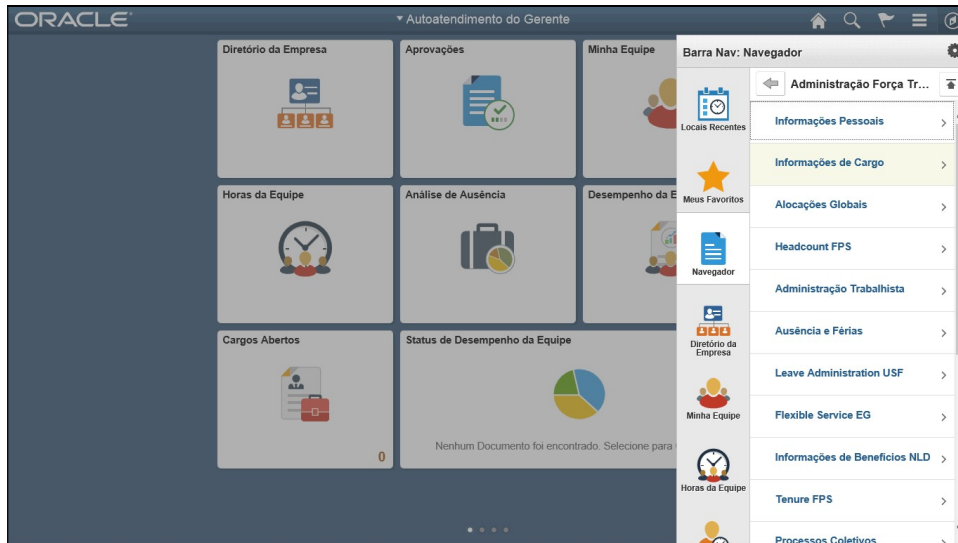 ORACLE
Autoatendimento do Gerente
Diretório da Empresa
Aprovações
Minha Equipe
Horas da Equipe
Análise de Ausência
Desempenho da E
Cargos Abertos
0
Status de Desempenho da Equipe
Nenhum Documento foi encontrado. Selecione para
Barra Nav: Navegador
Locais Recentes
Meus Favoritos
Navegador
Diretório da
Empresa
Minha Equipe
Horas da Equipe
Administração Força Tr...
Informações Pessoais
Informações de Cargo
Alocações Globais
Headcount FPS
Administração Trabalhista
Ausência e Férias
Leave Administration USF
Flexible Service EG
Informações de Benefícios NLD
Tenure FPS
Processos Coletivos